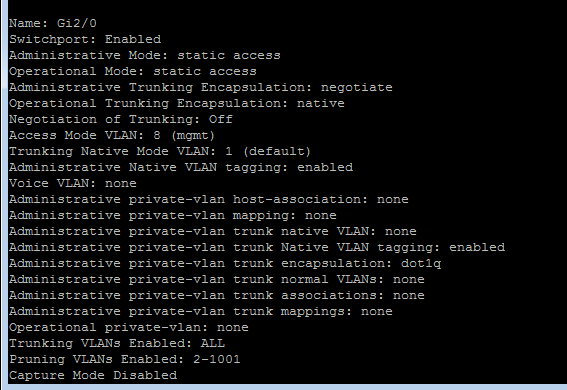 Name: Gi2/0
Switchport: Enabled
Administrative Mode: static access
Operational Mode: static access
Administrative Trunking Encapsulation: negotiate
Operational Trunking Encapsulation: native
Negotiation of Trunking: Off
Access Mode VLAN: 8 (mgmt)
Trunking Native Mode VLAN: 1 (default)
Administrative Native VLAN tagging: enabled
Voice VLAN: none
Administrative private-vlan host-association: none
Administrative private-vlan mapping: none
Administrative private-vlan trunk native VLAN: none
Administrative private-vlan trunk Native VLAN tagging: enabled
Administrative private-vlan trunk encapsulation: dot1q
Administrative private-vlan trunk normal VLANs: none
Administrative private-vlan trunk associations: none
Administrative private-vlan trunk mappings: none
Operational private-vlan: none
Trunking VLANs Enabled: ALL
Pruning VLANs Enabled: 2-1001
Capture Mode Disabled